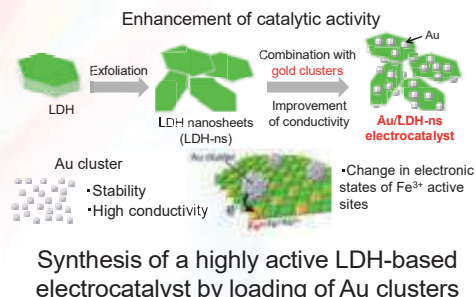 Enhancement of catalytic activity
LDH
Exfoliation
LDH nanosheets
(LDH-ns)
Combination with
gold clusters
Improvement
of conductivity
Au
Au/LDH-ns
electrocatalyst
Au cluster
・Stability
・High conductivity
Au cluster
・Change in electronic
states of Fe³⁺ active
sites
Synthesis of a highly active LDH-based
electrocatalyst by loading of Au clusters